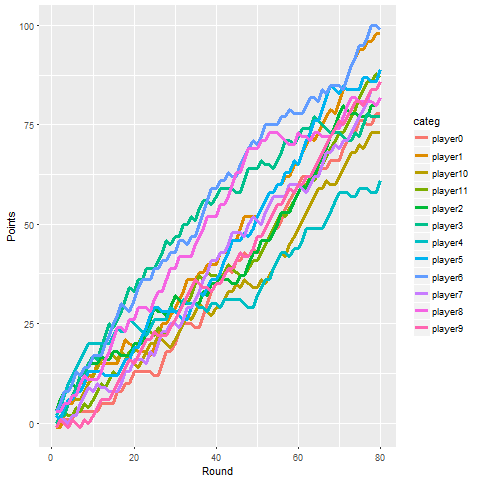 100
75
50
25
0
Points
0
20
40
60
80
Round
categ
player0
player1
player10
player11
player2
player3
player4
player5
player6
player7
player8
player9